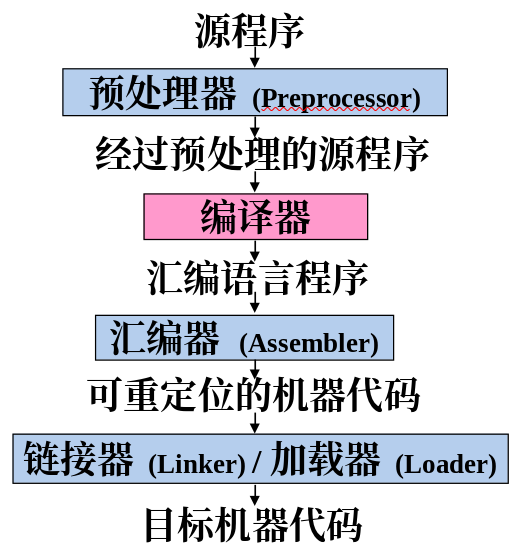 源程序
预处理器 (Preprocessor)
经过预处理的源程序
编译器
汇编语言程序
汇编器 (Assembler)
可重定位的机器代码
链接器 (Linker) / 加载器 (Loader)
目标机器代码